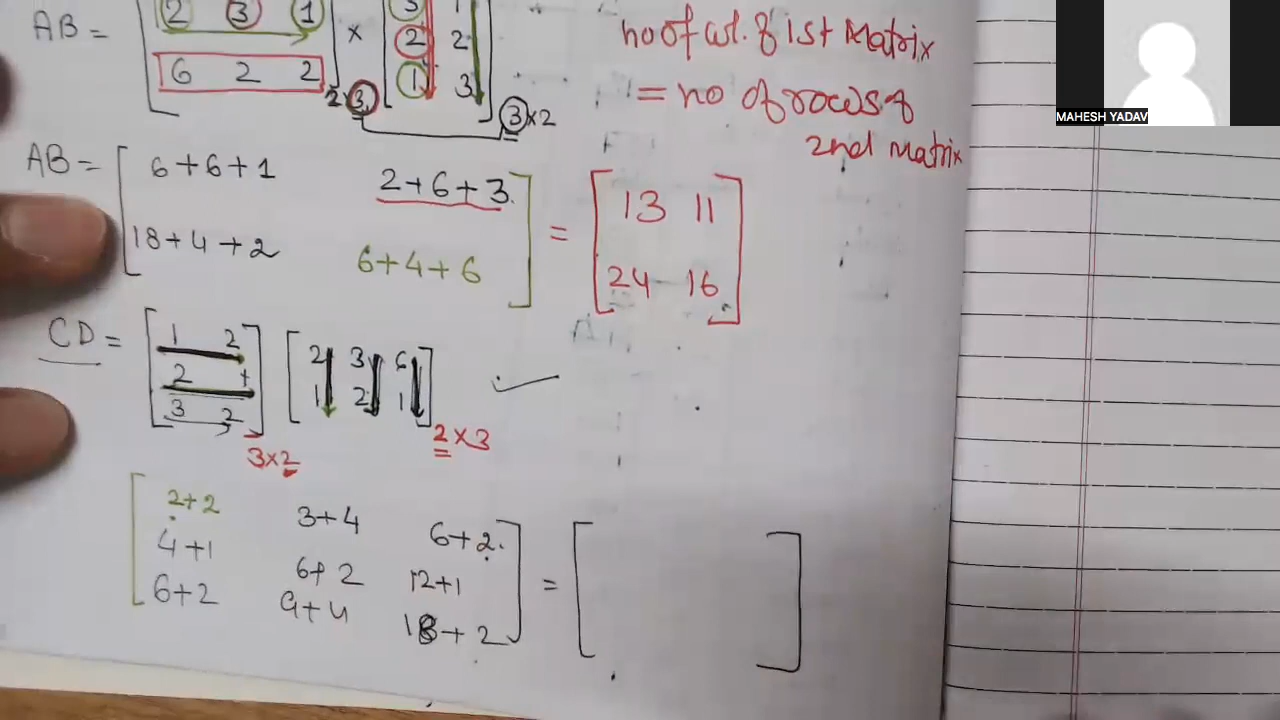 AB = [ 2 3 1 × [ 3 1
6 2 2 ] 2×3 2 2
1 3 ] 3×2
no of col. of 1st Matrix
= no of rows of
2nd matrix
MAHESH YADAV
AB = [ 6+6+1 2+6+3 ] = [ 13 11
18+4+2 6+4+6 ] 24 16 ]
CD = [ 1 2 ] [ 2 3 6 ]
2 1 1 2 1
3 2 3×2 2×3
[ 2+2 3+4 6+2 ] = [ ]
4+1 6+2 12+1
6+2 9+4 18+2